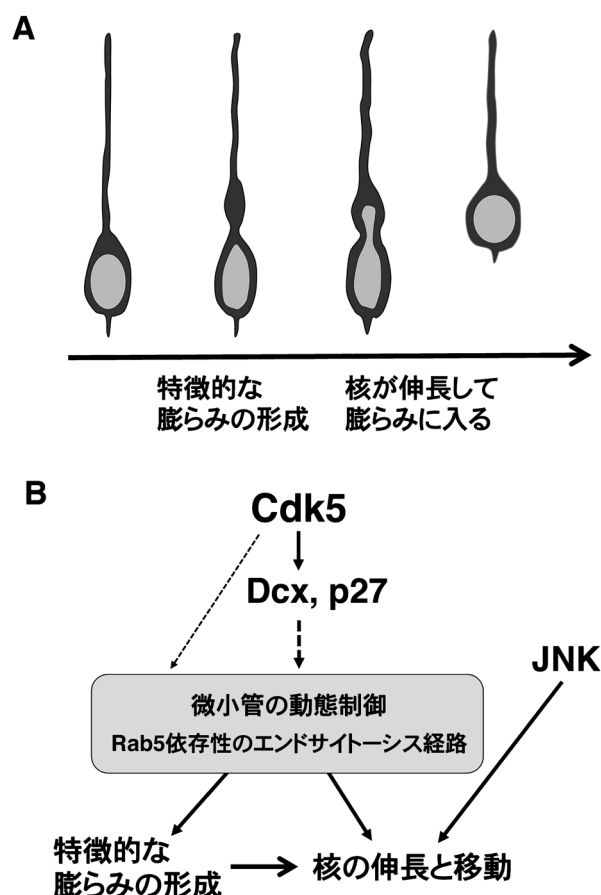 A
特徴的な
膨らみの形成
核が伸長して
膨らみに入る
B
Cdk5
Dcx, p27
JNK
微小管の動態制御
Rab5依存性のエンドサイトーシス経路
特徴的な
膨らみの形成
核の伸長と移動